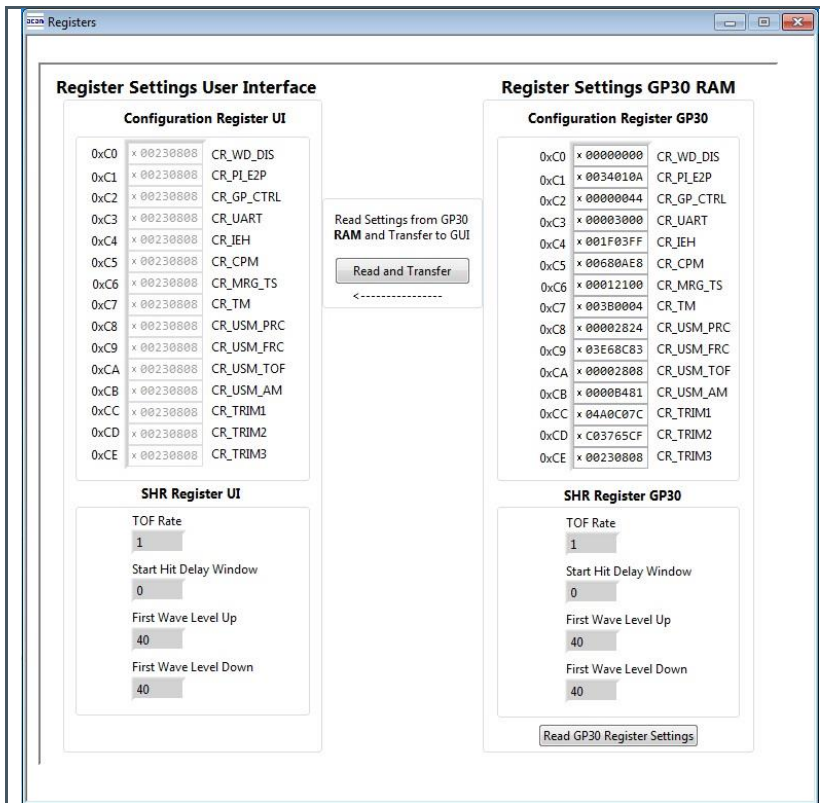 acan Registers
Register Settings User Interface
Configuration Register UI
0xC0 x 00230808 CR_WD_DIS
0xC1 x 00230808 CR_PI_E2P
0xC2 x 00230808 CR_GP_CTRL
0xC3 x 00230808 CR_UART
0xC4 x 00230808 CR_IEH
0xC5 x 00230808 CR_CPM
0xC6 x 00230808 CR_MRG_TS
0xC7 x 00230808 CR_TM
0xC8 x 00230808 CR_USM_PRC
0xC9 x 00230808 CR_USM_FRC
0xCA x 00230808 CR_USM_TOF
0xCB x 00230808 CR_USM_AM
0xCC x 00230808 CR_TRIM1
0xCD x 00230808 CR_TRIM2
0xCE x 00230808 CR_TRIM3
SHR Register UI
TOF Rate
1
Start Hit Delay Window
0
First Wave Level Up
40
First Wave Level Down
40
Read Settings from GP30
RAM and Transfer to GUI
Read and Transfer
<----------------
Register Settings GP30 RAM
Configuration Register GP30
0xC0 x 00000000 CR_WD_DIS
0xC1 x 0034010A CR_PI_E2P
0xC2 x 00000044 CR_GP_CTRL
0xC3 x 00003000 CR_UART
0xC4 x 001F03FF CR_IEH
0xC5 x 00680AE8 CR_CPM
0xC6 x 00012100 CR_MRG_TS
0xC7 x 003B0004 CR_TM
0xC8 x 00002824 CR_USM_PRC
0xC9 x 03E68C83 CR_USM_FRC
0xCA x 00002808 CR_USM_TOF
0xCB x 0000B481 CR_USM_AM
0xCC x 04A0C07C CR_TRIM1
0xCD x C03765CF CR_TRIM2
0xCE x 00230808 CR_TRIM3
SHR Register GP30
TOF Rate
1
Start Hit Delay Window
0
First Wave Level Up
40
First Wave Level Down
40
Read GP30 Register Settings